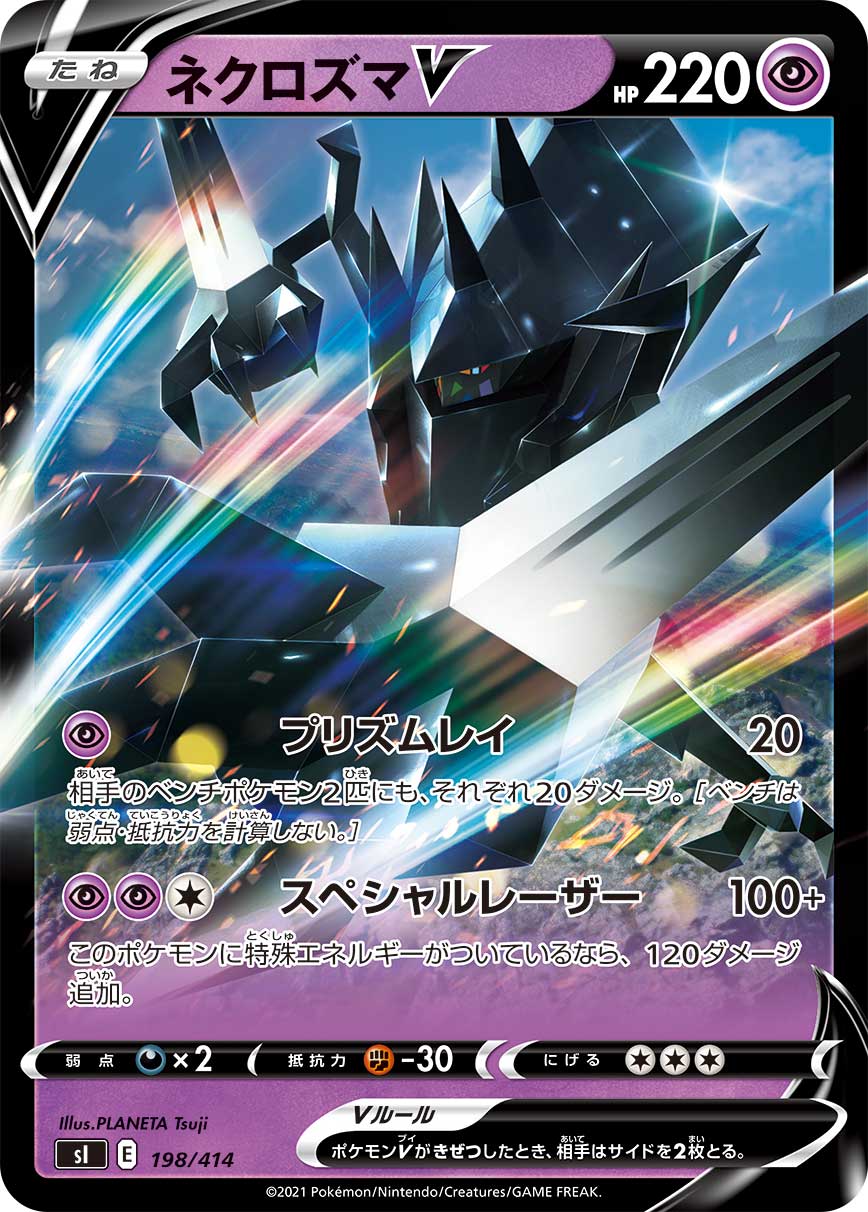 たね ネクロズマV HP220
プリズムレイ 20
相手のベンチポケモン2匹にも、それぞれ20ダメージ。[ベンチは
弱点・抵抗力を計算しない。]
スペシャルレーザー 100+
このポケモンに特殊エネルギーがついているなら、120ダメージ
追加。
弱点 ×2 抵抗力 -30 にげる
Illus.PLANETA Tsuji
Vルール
ポケモンVがきぜつしたとき、相手はサイドを2枚とる。
sI E 198/414
©2021 Pokémon/Nintendo/Creatures/GAME FREAK.